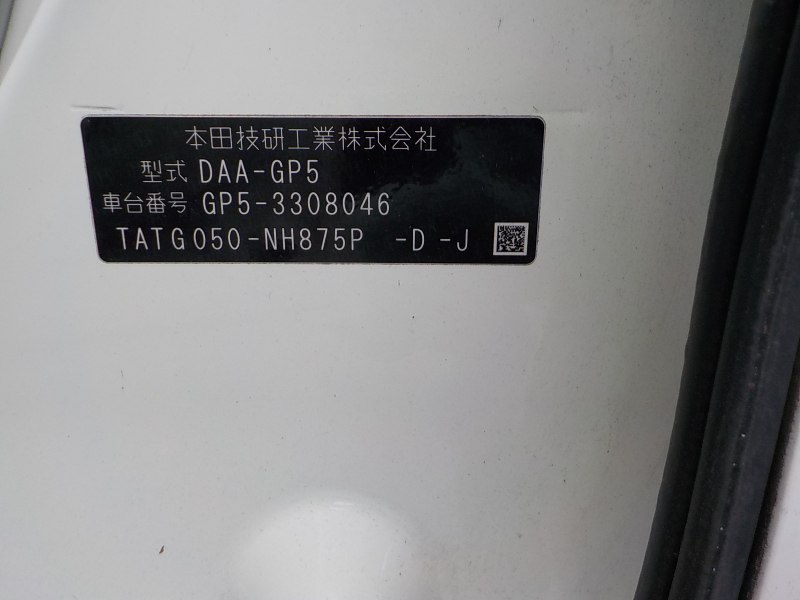 本田技研工業株式会社
型式 DAA-GP5
車台番号 GP5-3308046
TATG050-NH875P -D -J